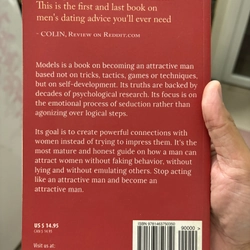 This is the first and last book on
men's dating advice you'll ever need
- COLIN, REVIEW ON REDDIT.COM
Models is a book on becoming an attractive man
based not on tricks, tactics, games or techniques,
but on self-development. Its truths are backed by
decades of psychological research. Its focus is
on the emotional process of seduction rather than
agonizing over logical steps.
Its goal is to create powerful connections with
women instead of trying to impress them. It's the
most mature and honest guide on how a man can
attract women without faking behavior, without
lying and without emulating others. Stop acting
like an attractive man and become an
attractive man.
US $ 14.95
90000 >
Visit us at: